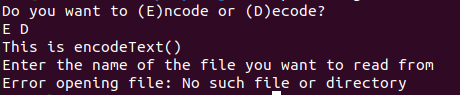 Do you want to (E)ncode or (D)ecode?
E D
This is encodeText()
Enter the name of the file you want to read from
Error opening file: No such file or directory